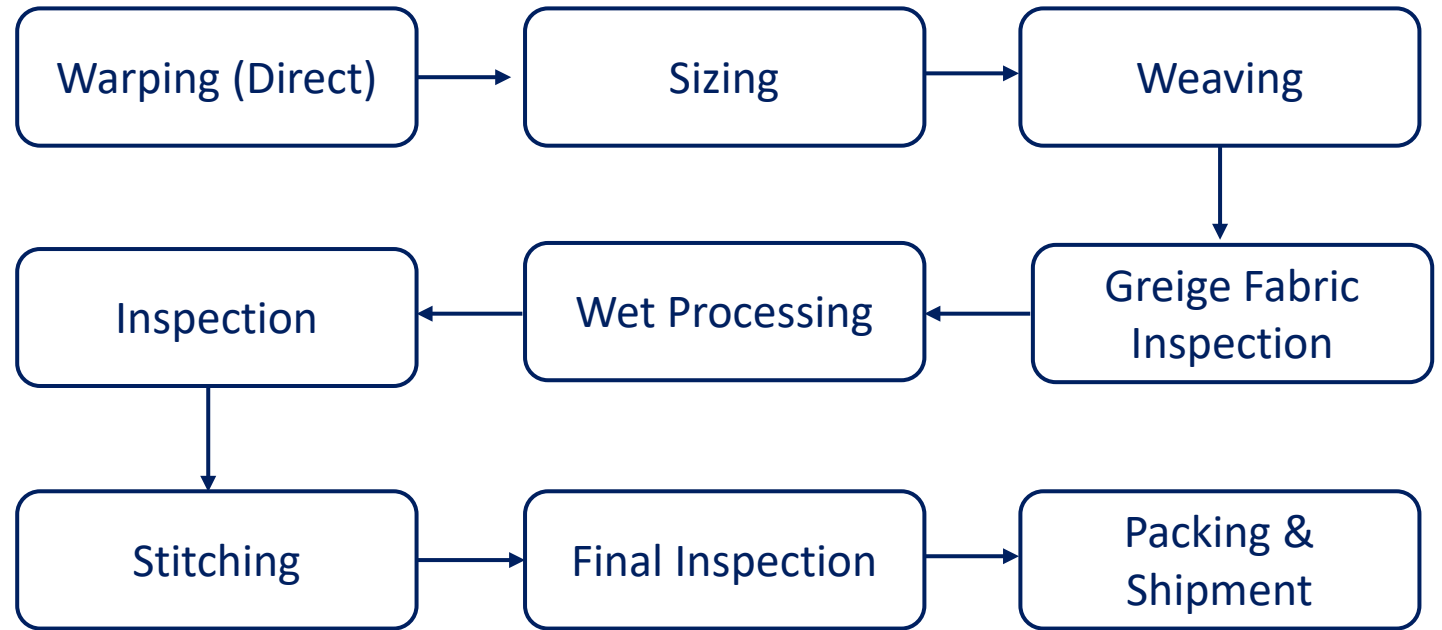 Warping (Direct)
Sizing
Weaving
Greige Fabric
Inspection
Wet Processing
Inspection
Stitching
Final Inspection
Packing &
Shipment